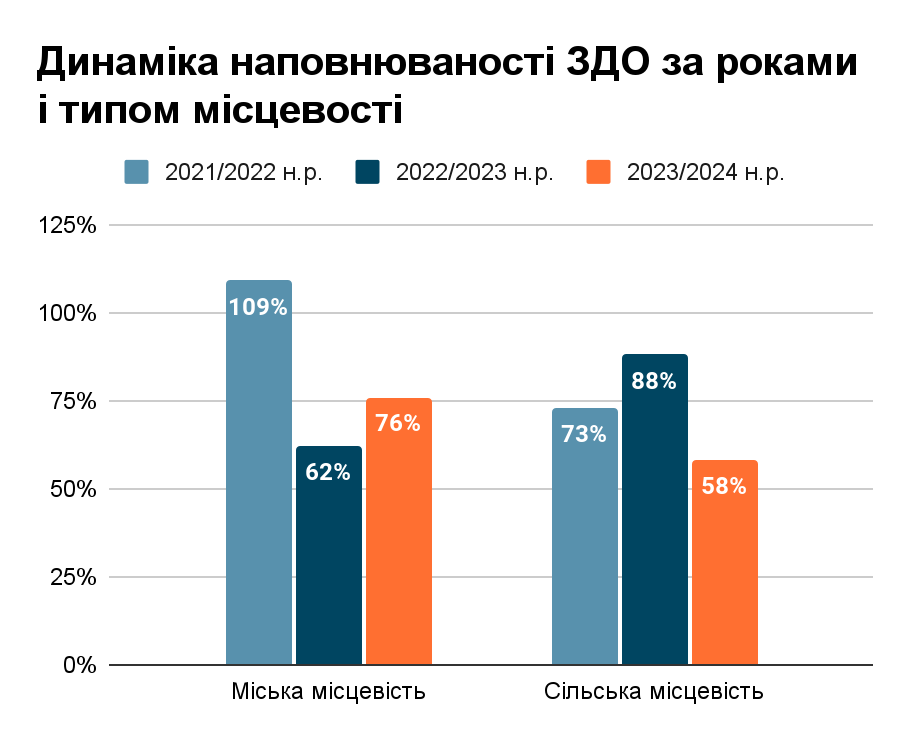 Динаміка наповнюваності ЗДО за роками
і типом місцевості
2021/2022 н.р.
2022/2023 н.р.
2023/2024 н.р.
125%
100%
75%
50%
25%
0%
109%
62%
76%
73%
88%
58%
Міська місцевість
Сільська місцевість